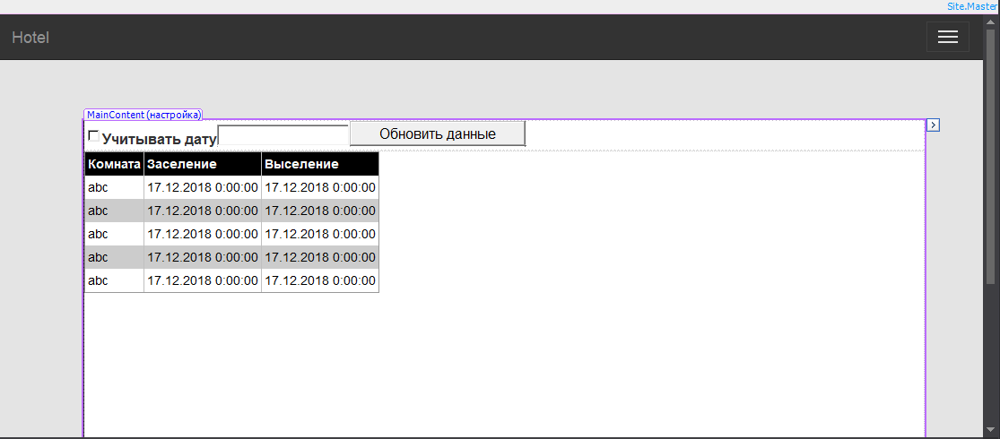 Site.Master
Hotel
MainContent (настройка)
Учитывать дату Обновить данные
Комната Заселение Выселение
abc 17.12.2018 0:00:00 17.12.2018 0:00:00
abc 17.12.2018 0:00:00 17.12.2018 0:00:00
abc 17.12.2018 0:00:00 17.12.2018 0:00:00
abc 17.12.2018 0:00:00 17.12.2018 0:00:00
abc 17.12.2018 0:00:00 17.12.2018 0:00:00